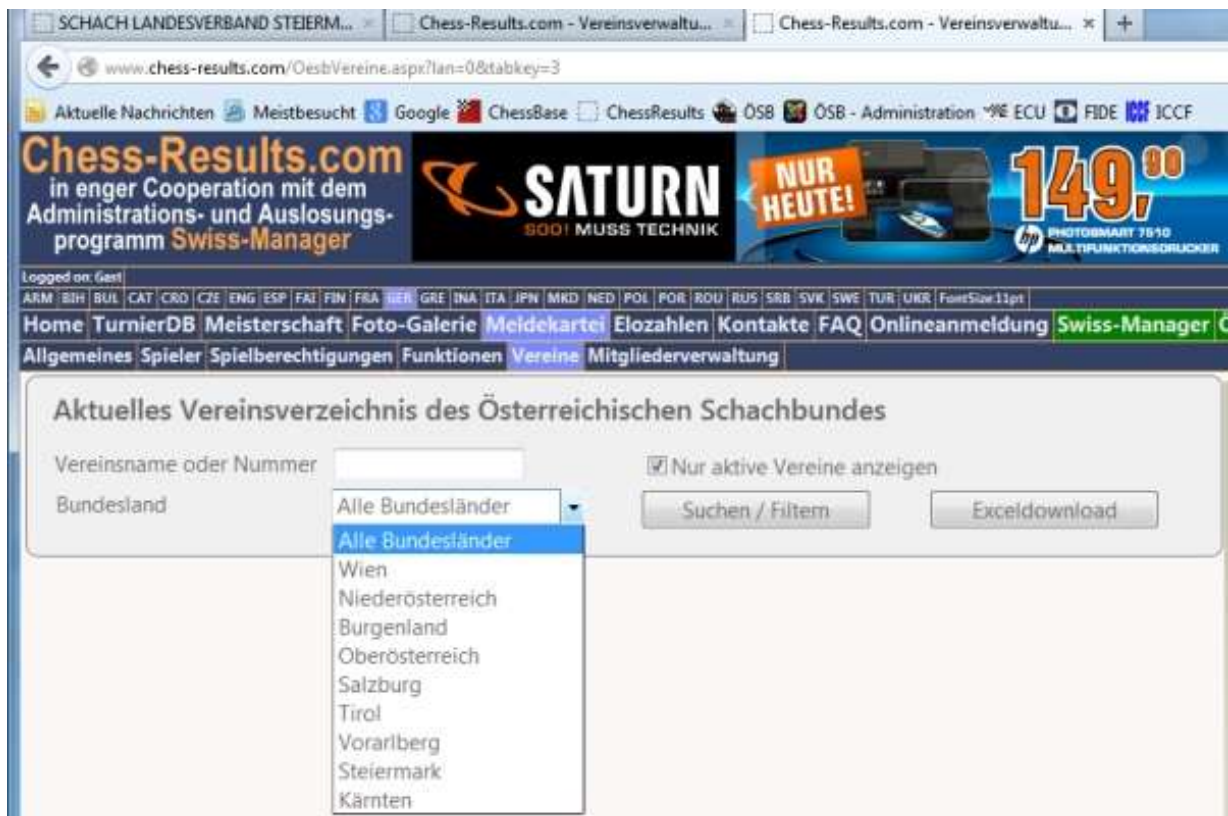 SCHACH LANDESVERBAND STEIERM... × Chess-Results.com - Vereinsverwaltu... × Chess-Results.com - Vereinsverwaltu... × +
www.chess-results.com/OesbVereine.aspx?lan=0&tabkey=3
Aktuelle Nachrichten Meistbesucht Google ChessBase ChessResults ÖSB ÖSB - Administration ECU FIDE ICCF
Chess-Results.com
in enger Cooperation mit dem
Administrations- und Auslosungs-
programm Swiss-Manager
SATURN
SOO! MUSS TECHNIK
NUR
HEUTE!
149,90
hp PHOTOSMART 7510
MULTIFUNKTIONSDRUCKER
Logged on: Gast
ARM BIH BUL CAT CRO CZE ENG ESP FAI FIN FRA GER GRE INA ITA JPN MKD NED POL POR ROU RUS SRB SVK SWE TUR UKR FontSize:11pt
Home TurnierDB Meisterschaft Foto-Galerie Meldekartei Elozahlen Kontakte FAQ Onlineanmeldung Swiss-Manager
Allgemeines Spieler Spielberechtigungen Funktionen Vereine Mitgliederverwaltung
Aktuelles Vereinsverzeichnis des Österreichischen Schachbundes
Vereinsname oder Nummer Nur aktive Vereine anzeigen
Bundesland Alle Bundesländer Suchen / Filtern Exceldownload
Alle Bundesländer
Wien
Niederösterreich
Burgenland
Oberösterreich
Salzburg
Tirol
Vorarlberg
Steiermark
Kärnten